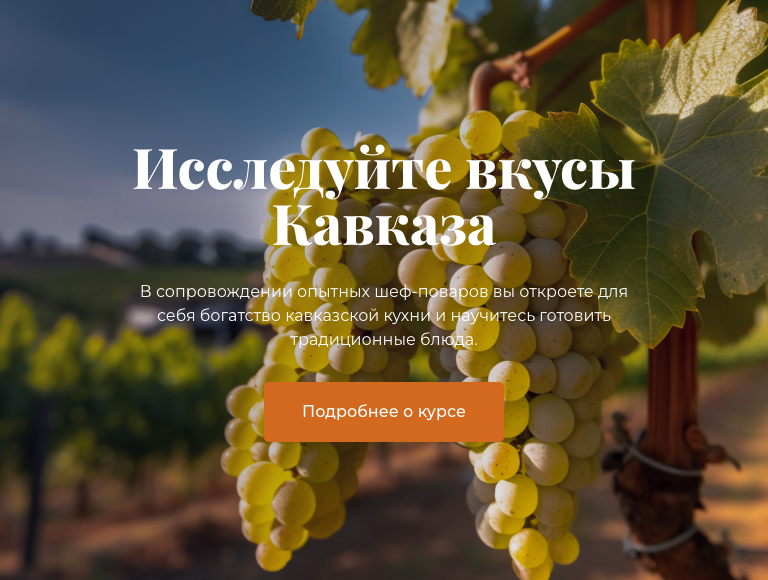 Исследуйте вкусы
Кавказа
В сопровождении опытных шеф-поваров вы откроете для
себя богатство кавказской кухни и научитесь готовить
традиционные блюда.
Подробнее о курсе